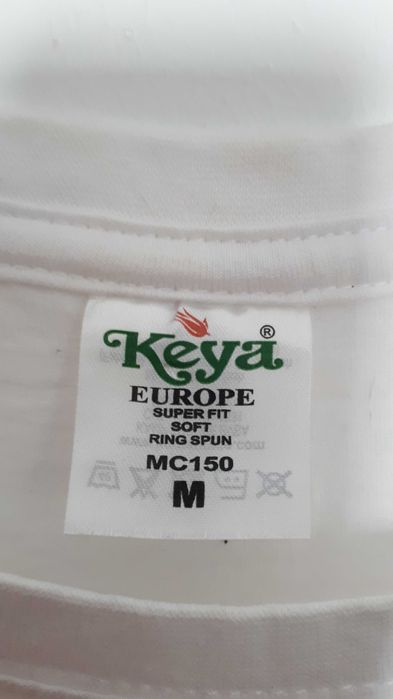 Keya®
EUROPE
SUPER FIT
SOFT
RING SPUN
MC150
M